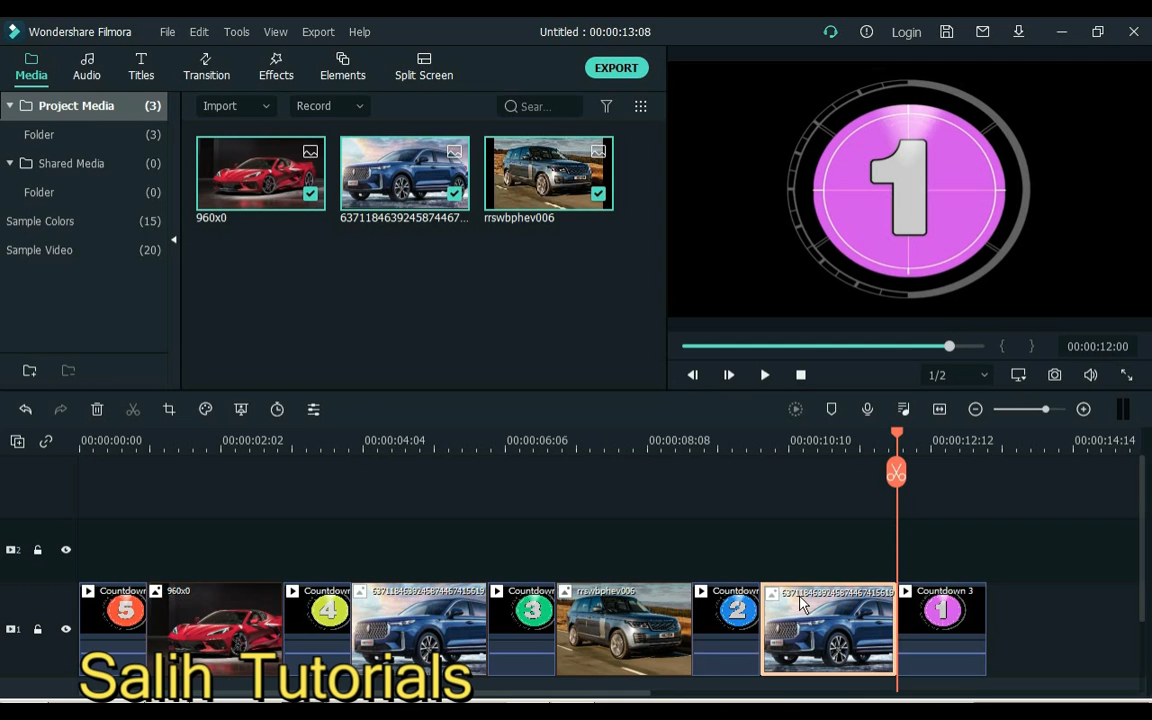 Wondershare Filmora File Edit Tools View Export Help Untitled : 00:00:13:08 Login
Media Audio Titles Transition Effects Elements Split Screen EXPORT
Project Media (3) Import Record Sear...
Folder (3)
Shared Media (0)
Folder (0)
Sample Colors (15)
Sample Video (20)
960x0 6371184639245874467... rrswbphev006
1
{ } 00:00:12:00
1/2
00:00:00:00 00:00:02:02 00:00:04:04 00:00:06:06 00:00:08:08 00:00:10:10 00:00:12:12 00:00:14:14
2
1
Countdown 960x0 Countdown 637118463924587446741561 Countdown rrswbphev006 Countdown Countdown 3
5 4 3 2 1
Salih Tutorials